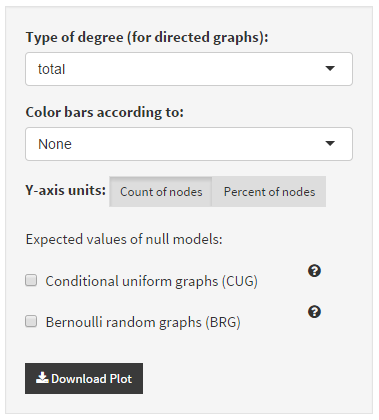 Type of degree (for directed graphs):
total
Color bars according to:
None
Y-axis units: Count of nodes Percent of nodes
Expected values of null models:
Conditional uniform graphs (CUG) ?
Bernoulli random graphs (BRG) ?
Download Plot